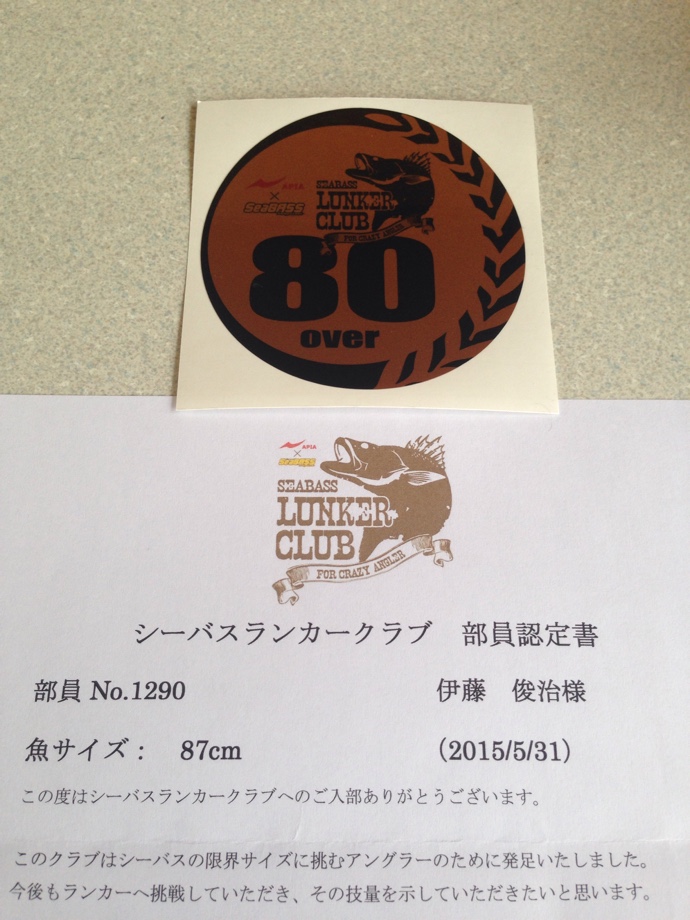 APIA
×
SeaBASS
SEABASS
LUNKER
CLUB
FOR CRAZY ANGLER
80
over
APIA
×
SeaBASS
SEABASS
LUNKER
CLUB
FOR CRAZY ANGLER
シーバスランカークラブ　部員認定書
部員 No.1290　伊藤　俊治様
魚サイズ：　87cm　（2015/5/31）
この度はシーバスランカークラブへのご入部ありがとうございます。
このクラブはシーバスの限界サイズに挑むアングラーのために発足いたしました。
今後もランカーへ挑戦していただき、その技量を示していただきたいと思います。